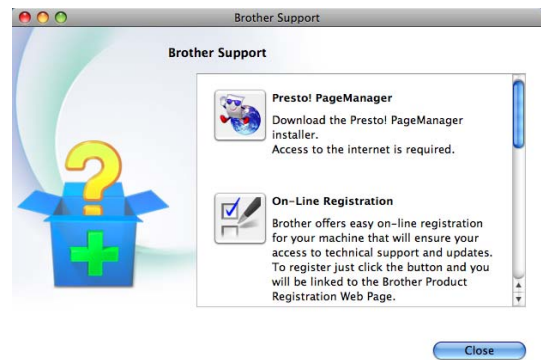 Brother Support
Brother Support
Presto! PageManager
Download the Presto! PageManager
installer.
Access to the internet is required.
On-Line Registration
Brother offers easy on-line registration
for your machine that will ensure your
access to technical support and updates.
To register just click the button and you
will be linked to the Brother Product
Registration Web Page.
Close